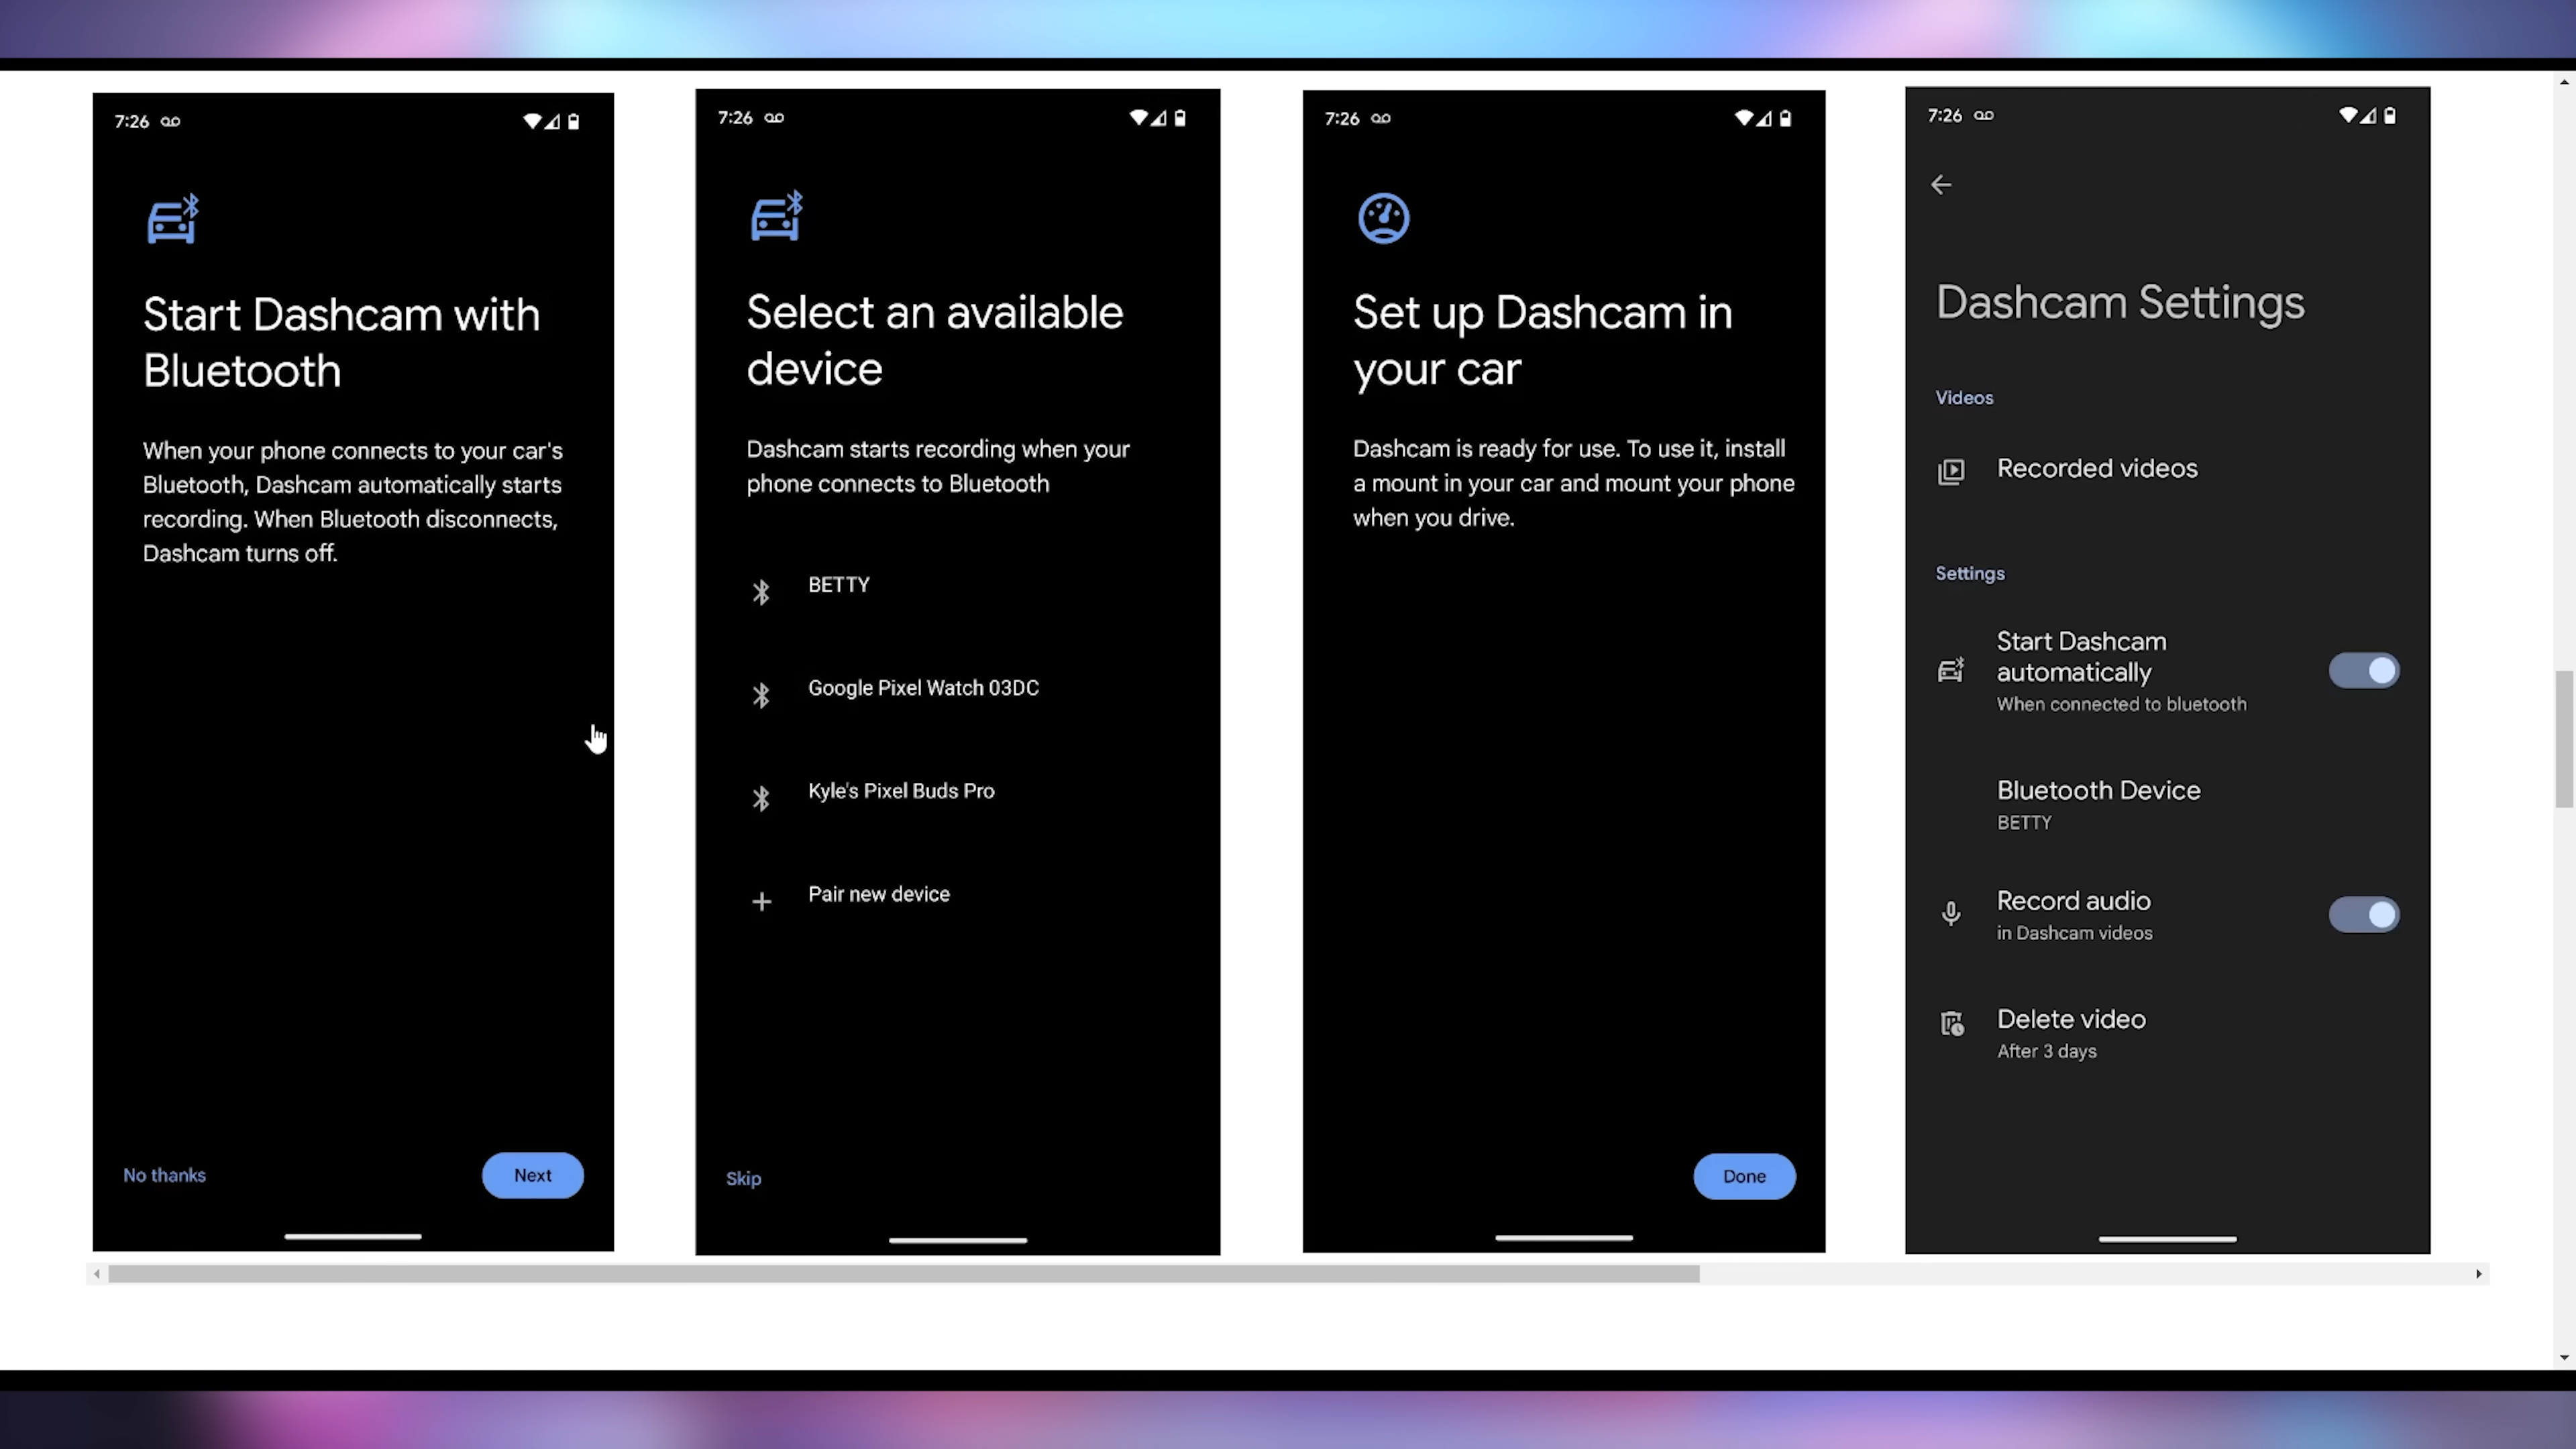 7:26
Start Dashcam with
Bluetooth
When your phone connects to your car's
Bluetooth, Dashcam automatically starts
recording. When Bluetooth disconnects,
Dashcam turns off.
No thanks
Next
7:26
Select an available
device
Dashcam starts recording when your
phone connects to Bluetooth
BETTY
Google Pixel Watch 03DC
Kyle's Pixel Buds Pro
Pair new device
Skip
7:26
Set up Dashcam in
your car
Dashcam is ready for use. To use it, install
a mount in your car and mount your phone
when you drive.
Done
7:26
Dashcam Settings
Videos
Recorded videos
Settings
Start Dashcam
automatically
When connected to bluetooth
Bluetooth Device
BETTY
Record audio
in Dashcam videos
Delete video
After 3 days